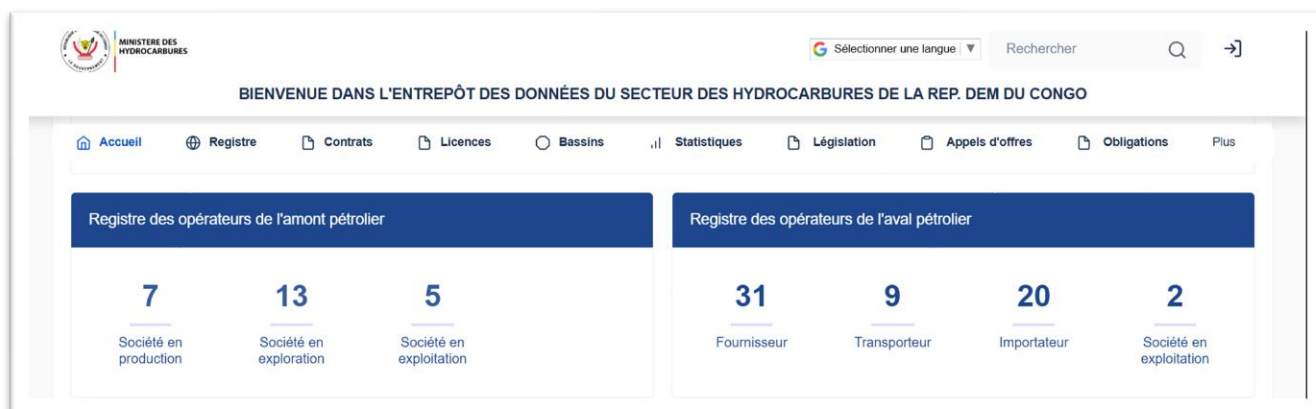 MINISTERE DES
HYDROCARBURES
Sélectionner une langue ▼
Rechercher
BIENVENUE DANS L'ENTREPÔT DES DONNÉES DU SECTEUR DES HYDROCARBURES DE LA REP. DEM DU CONGO
Accueil Registre Contrats Licences Bassins Statistiques Législation Appels d'offres Obligations Plus
Registre des opérateurs de l'amont pétrolier
7 13 5
Société en production Société en exploration Société en exploitation
Registre des opérateurs de l'aval pétrolier
31 9 20 2
Fournisseur Transporteur Importateur Société en exploitation